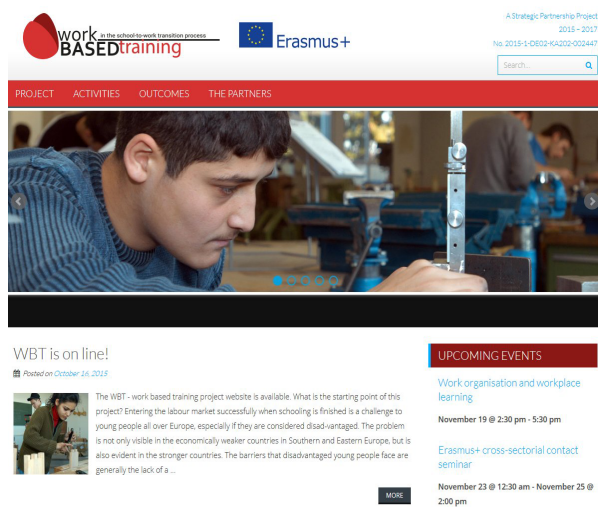 work in the school-to-work transition process
BASEDtraining
Erasmus+
A Strategic Partnership Project
2015 – 2017
No. 2015-1-DE02-KA202-002447
Search...
PROJECT ACTIVITIES OUTCOMES THE PARTNERS
WBT is on line!
Posted on October 16, 2015
The WBT - work based training project website is available. What is the starting point of this
project? Entering the labour market successfully when schooling is finished is a challenge to
young people all over Europe, especially if they are considered disad-vantaged. The problem
is not only visible in the economically weaker countries in Southern and Eastern Europe, but is
also evident in the stronger countries. The barriers that disadvantaged young people face are
generally the lack of a ...
MORE
UPCOMING EVENTS
Work organisation and workplace
learning
November 19 @ 2:30 pm - 5:30 pm
Erasmus+ cross-sectorial contact
seminar
November 23 @ 12:30 am - November 25 @
2:00 pm